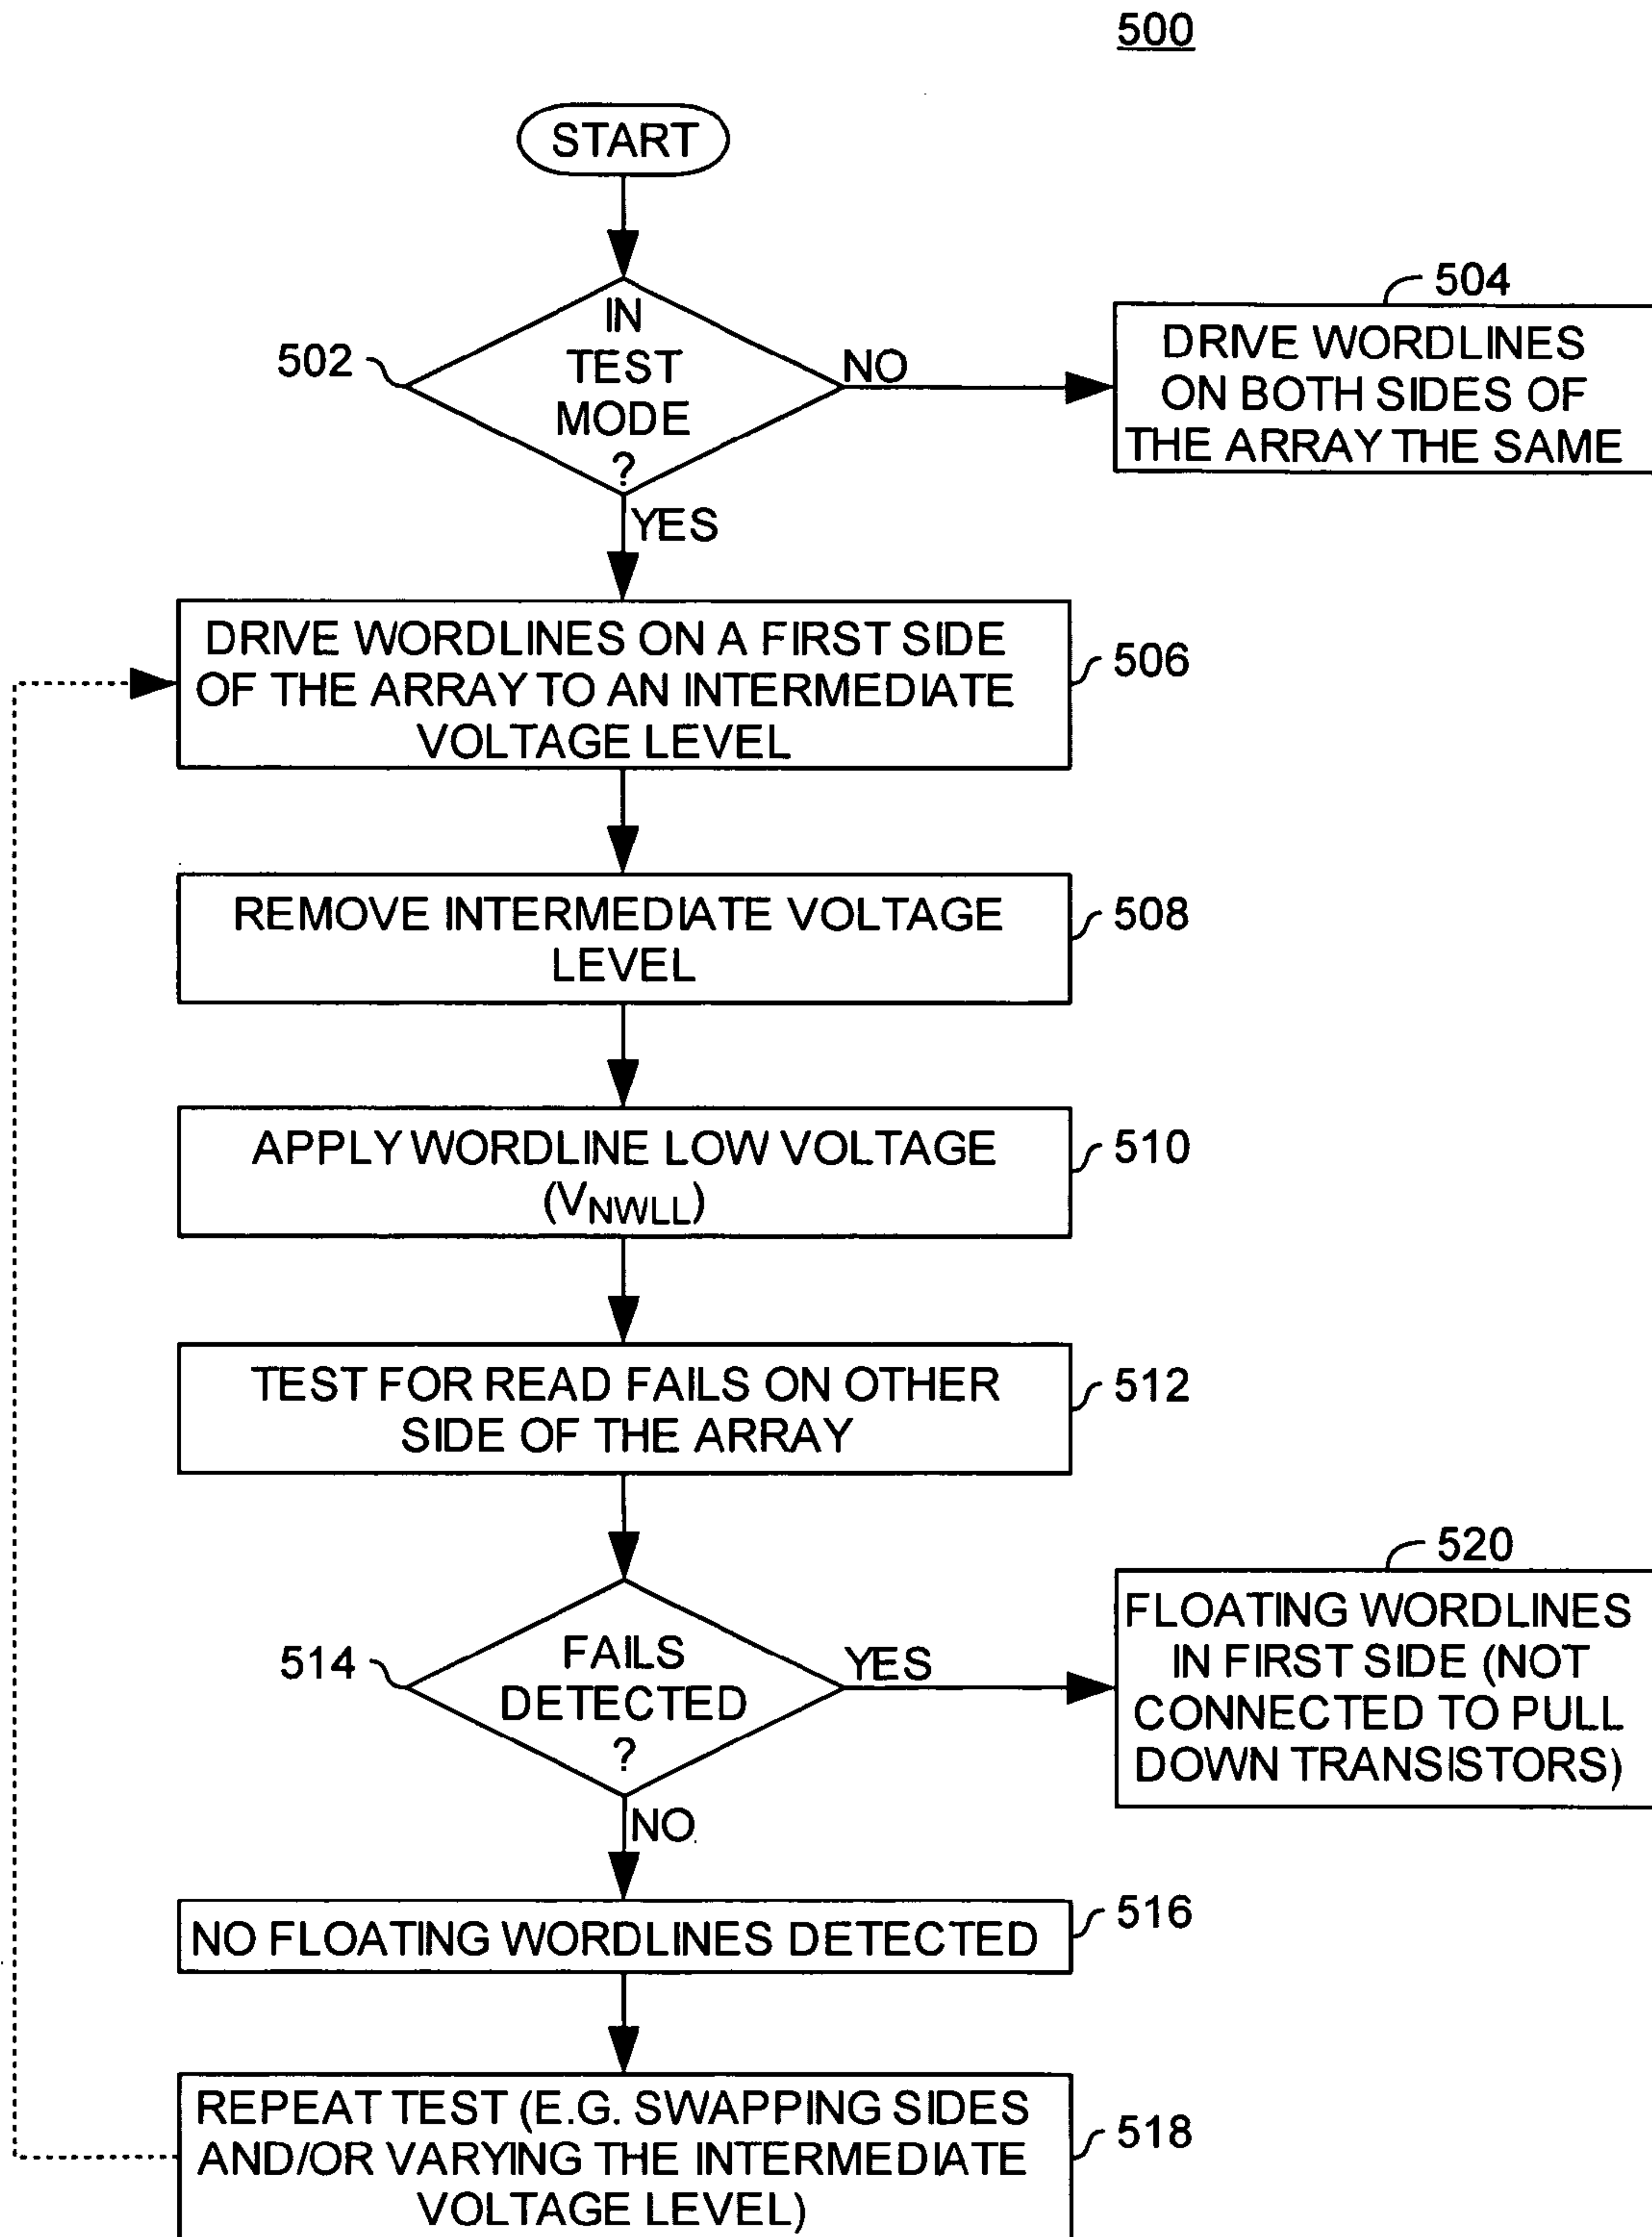 500
START
IN
TEST
MODE
?
502
NO
504
DRIVE WORDLINES
ON BOTH SIDES OF
THE ARRAY THE SAME
YES
DRIVE WORDLINES ON A FIRST SIDE
OF THE ARRAY TO AN INTERMEDIATE
VOLTAGE LEVEL
506
REMOVE INTERMEDIATE VOLTAGE
LEVEL
508
APPLY WORDLINE LOW VOLTAGE
(VNWLL)
510
TEST FOR READ FAILS ON OTHER
SIDE OF THE ARRAY
512
FAILS
DETECTED
?
514
YES
520
FLOATING WORDLINES
IN FIRST SIDE (NOT
CONNECTED TO PULL
DOWN TRANSISTORS)
NO
NO FLOATING WORDLINES DETECTED
516
REPEAT TEST (E.G. SWAPPING SIDES
AND/OR VARYING THE INTERMEDIATE
VOLTAGE LEVEL)
518